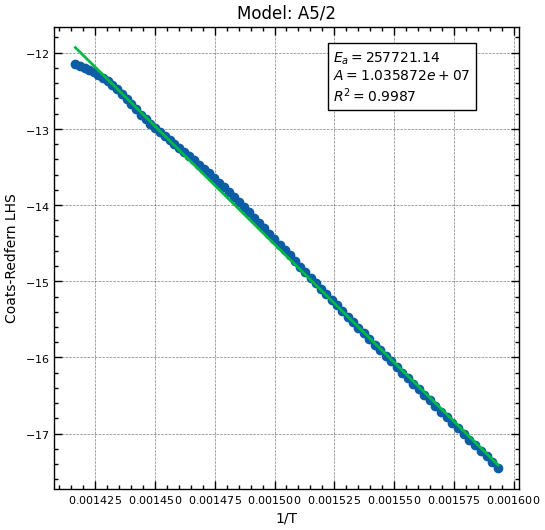 Model: A5/2
E_a = 257721.14
A = 1.035872e + 07
R^2 = 0.9987
−12
−13
−14
−15
−16
−17
Coats-Redfern LHS
0.001425 0.001450 0.001475 0.001500 0.001525 0.001550 0.001575 0.001600
1/T